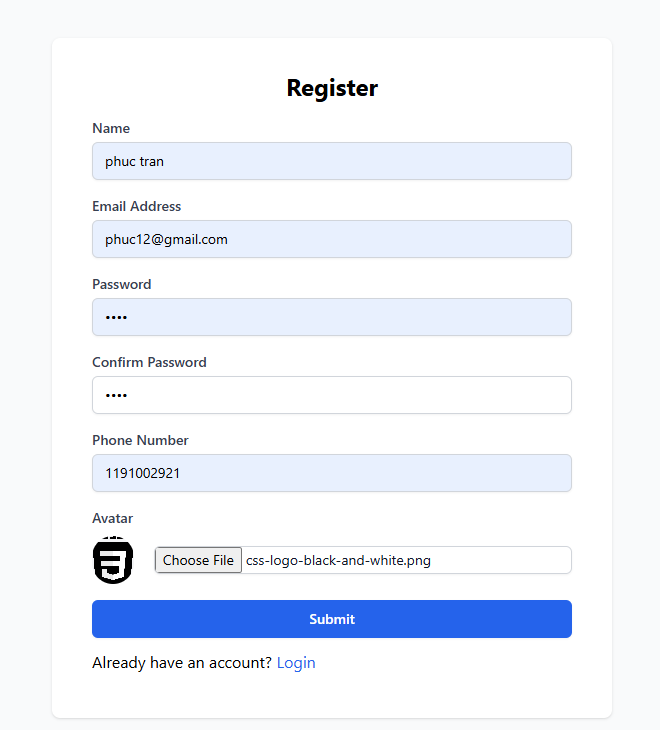 Register
Name
phuc tran
Email Address
phuc12@gmail.com
Password
••••
Confirm Password
••••
Phone Number
1191002921
Avatar
Choose File css-logo-black-and-white.png
Submit
Already have an account? Login